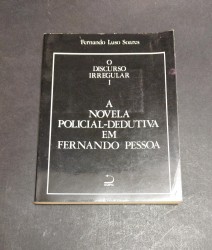 Fernando Luso Soares
O
DISCURSO
IRREGULAR
I
A
NOVELA
POLICIAL-DEDUTIVA
EM
FERNANDO PESSOA